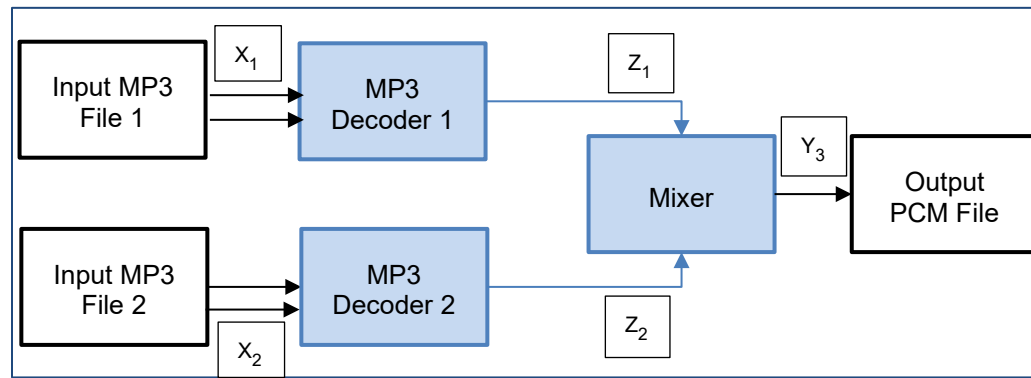 X₁
Input MP3
File 1
MP3
Decoder 1
Z₁
Mixer
Y₃
Output
PCM File
Input MP3
File 2
X₂
MP3
Decoder 2
Z₂